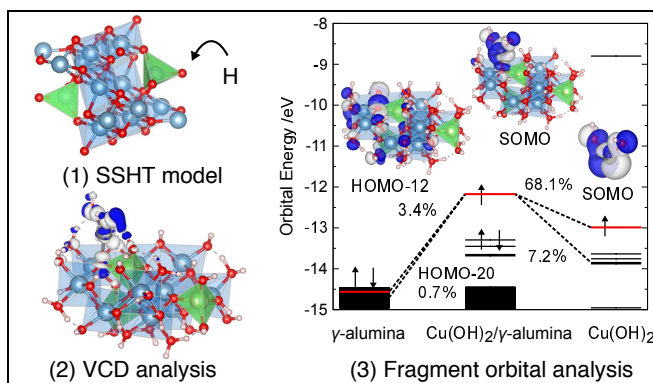 H
(1) SSHT model
(2) VCD analysis
Orbital Energy /eV
-8
-9
-10
-11
-12
-13
-14
-15
HOMO-12
SOMO
SOMO
3.4%
68.1%
7.2%
HOMO-20
0.7%
γ-alumina
Cu(OH)2/γ-alumina
Cu(OH)2
(3) Fragment orbital analysis